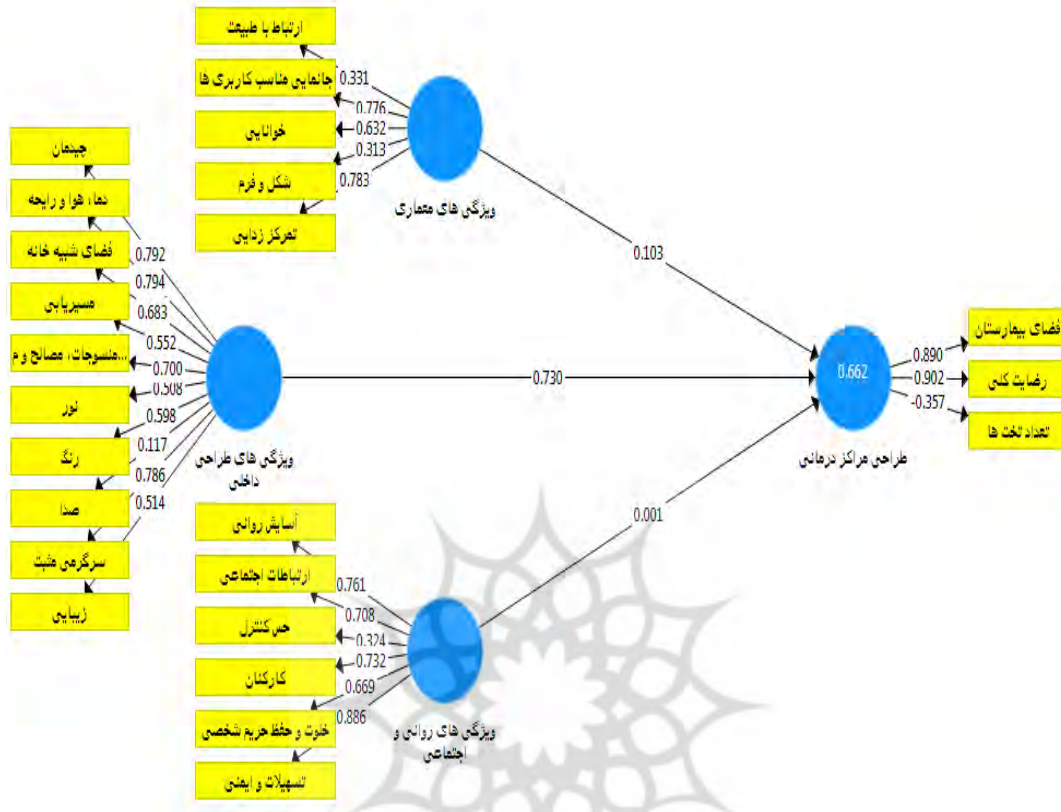 ارتباط با طبیعت
جانمایی مناسب کاربری ها
خوانایی
شکل و فرم
تمرکز زدایی
0.331
0.776
0.632
0.313
0.783
ویژگی های معماری
0.103
چیدمان
دما، هوا و رایحه
فضای شبیه خانه
مسیریابی
منسوجات، مصالح و م...
نور
رنگ
صدا
سرگرمی مثبت
زیبایی
0.792
0.794
0.683
0.552
0.700
0.508
0.598
0.117
0.786
0.514
ویژگی های طراحی
داخلی
0.730
0.662
طراحی مراکز درمانی
0.890
0.902
-0.357
فضای بیمارستان
رضایت کلی
تعداد تخت ها
آسایش روانی
ارتباطات اجتماعی
حس کنترل
کارکنان
خلوت و حفظ حریم شخصی
تسهیلات و ایمنی
0.761
0.708
0.324
0.732
0.669
0.886
ویژگی های روانی و
اجتماعی
0.001